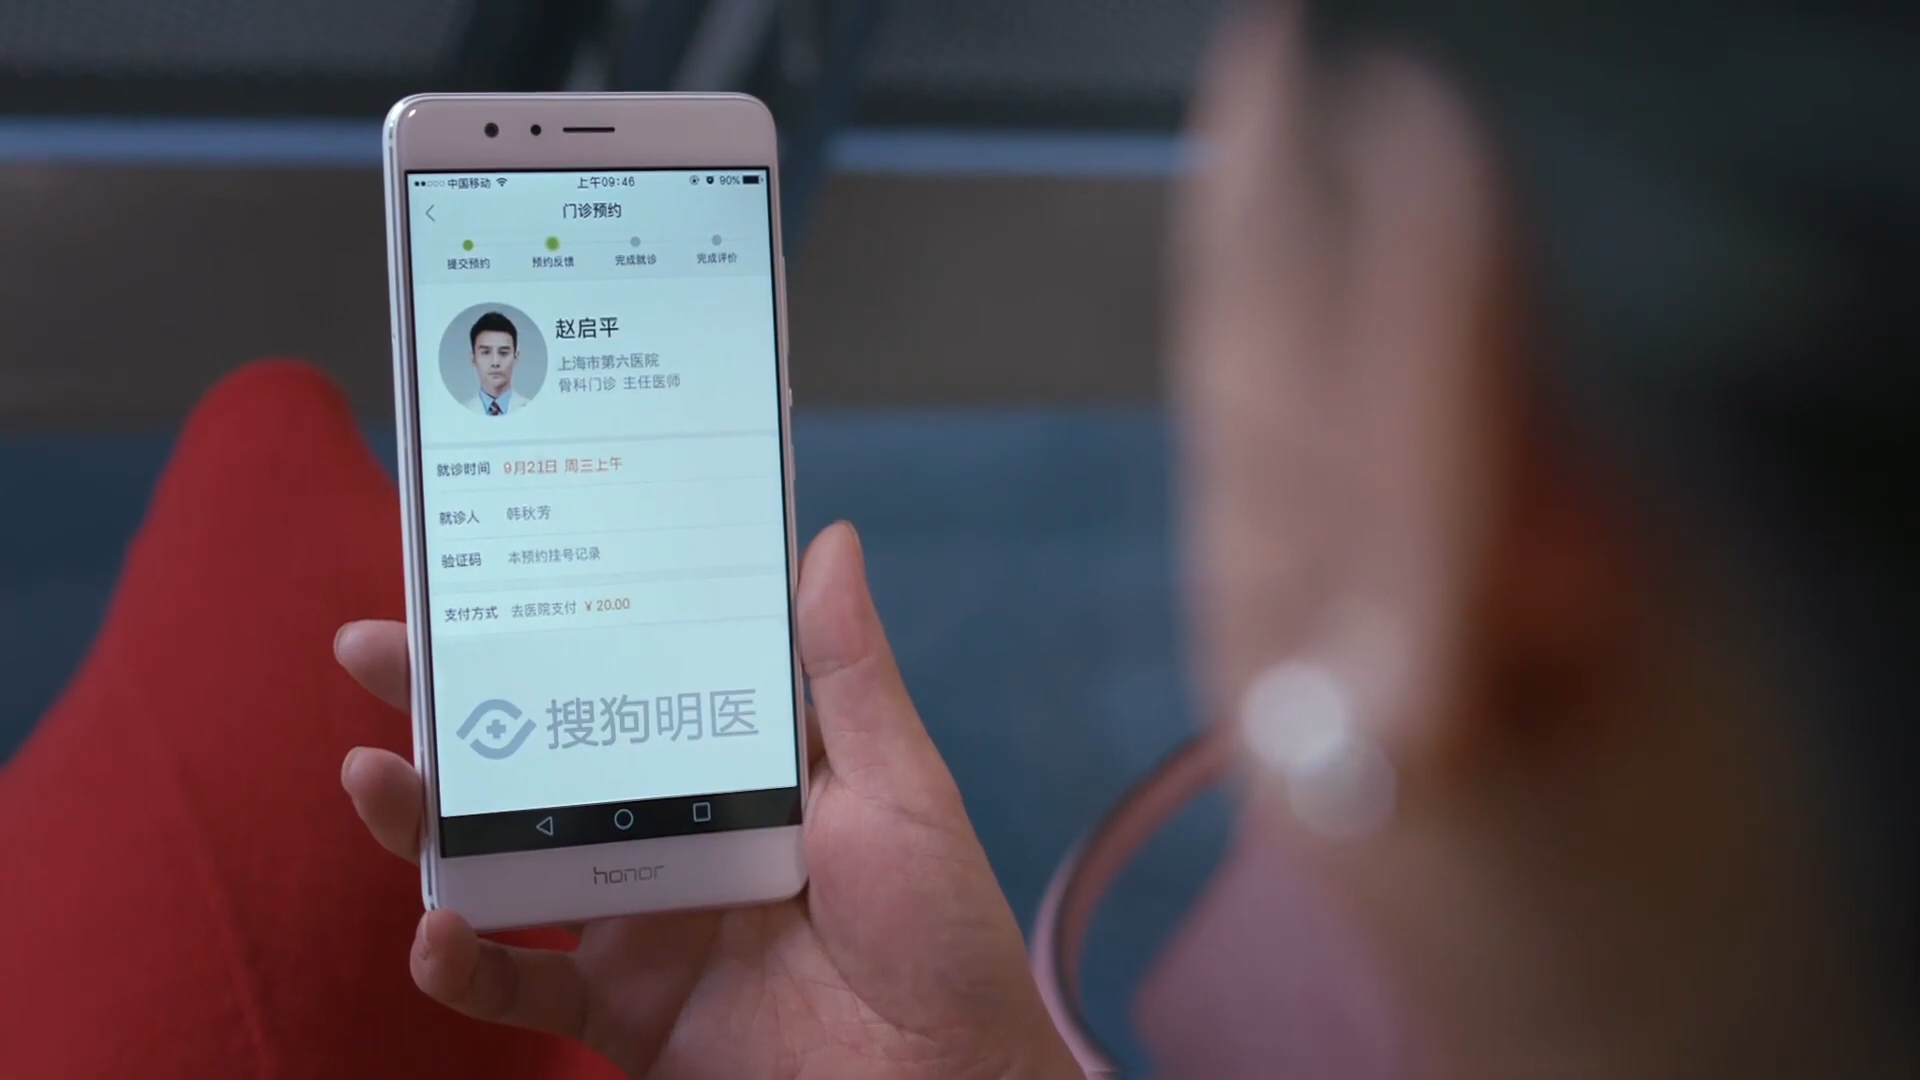 中国移动 上午09:46 90%
门诊预约
提交预约 预约反馈 完成就诊 完成评价
赵启平
上海市第六医院
骨科门诊 主任医师
就诊时间 9月21日 周三上午
就诊人 韩秋芳
验证码 本预约挂号记录
支付方式 去医院支付 ¥20.00
搜狗明医
honor